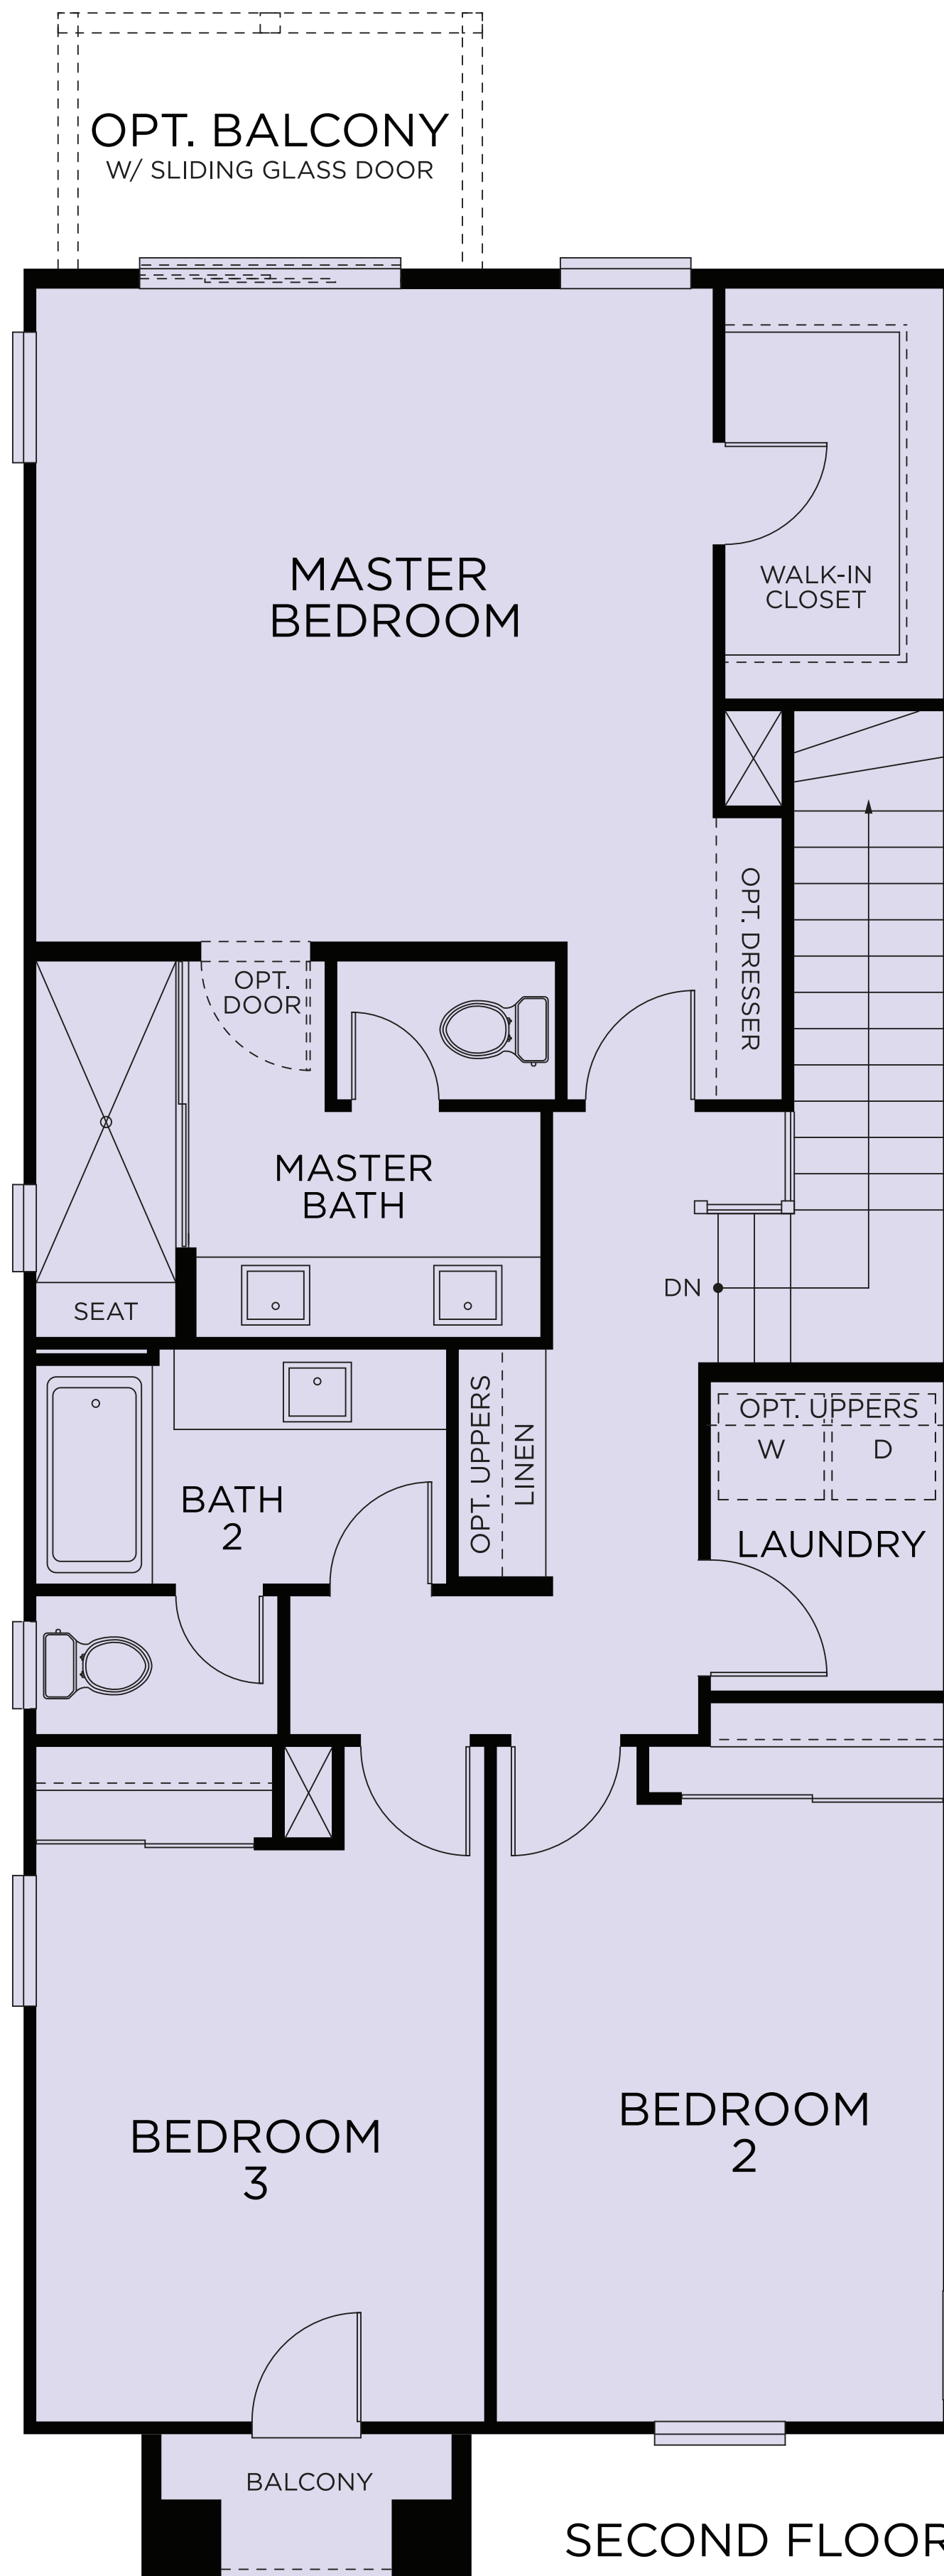 OPT. BALCONY
W/ SLIDING GLASS DOOR
MASTER
BEDROOM
WALK-IN
CLOSET
OPT. DRESSER
OPT.
DOOR
MASTER
BATH
SEAT
DN
OPT. UPPERS
LINEN
OPT. UPPERS
W
D
LAUNDRY
BATH
2
BEDROOM
3
BEDROOM
2
BALCONY
SECOND FLOOR